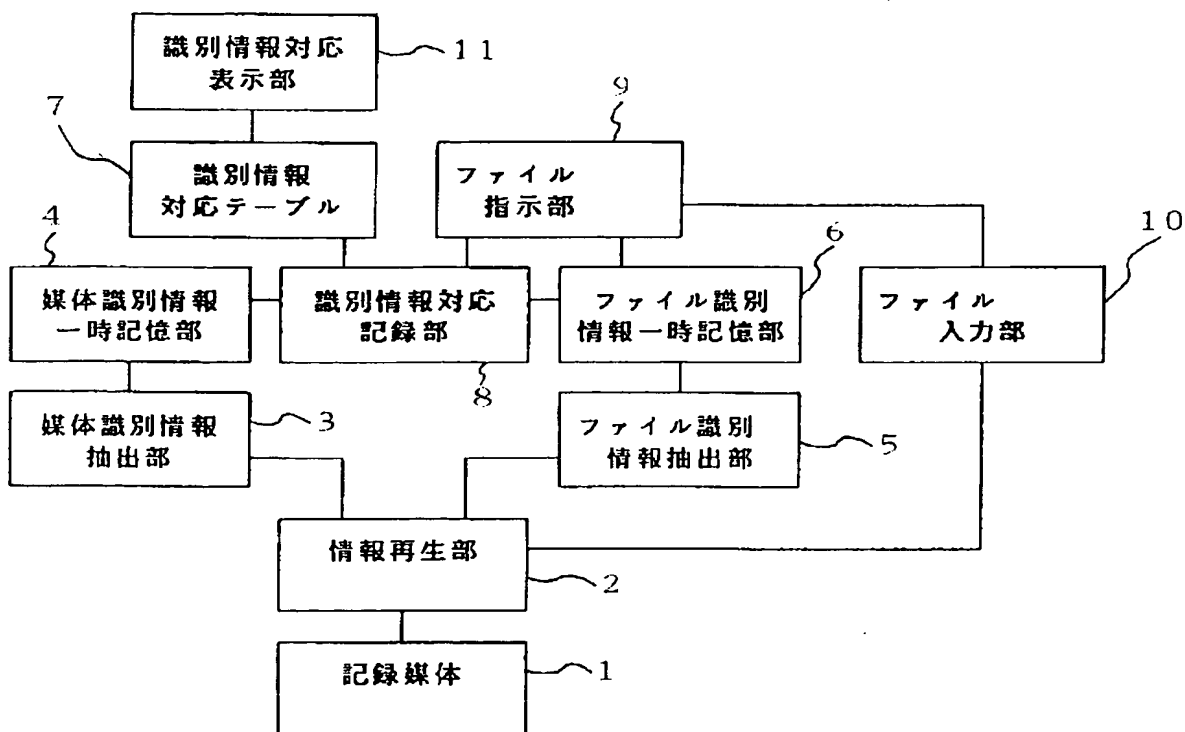 識別情報対応
表示部
11
7
識別情報
対応テーブル
9
ファイル
指示部
4
媒体識別情報
一時記憶部
識別情報対応
記録部
8
6
ファイル識別
情報一時記憶部
10
ファイル
入力部
媒体識別情報
抽出部
3
ファイル識別
情報抽出部
5
情報再生部
2
記録媒体
1